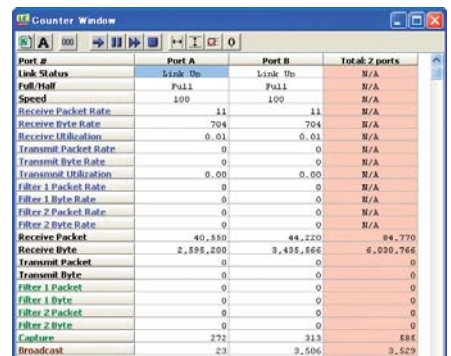 Counter Window
A 000 0
Port # Port A Port B Total: 2 ports
Link Status Link Up Link Up N/A
Full/Half Full Full N/A
Speed 100 100 N/A
Receive Packet Rate 11 11 N/A
Receive Byte Rate 704 704 N/A
Receive Utilization 0.01 0.01 N/A
Transmit Packet Rate 0 0 N/A
Transmit Byte Rate 0 0 N/A
Transmit Utilization 0.00 0.00 N/A
Filter 1 Packet Rate 0 0 N/A
Filter 1 Byte Rate 0 0 N/A
Filter 2 Packet Rate 0 0 N/A
Filter 2 Byte Rate 0 0 N/A
Receive Packet 40,550 44,220 84,770
Receive Byte 2,595,200 3,435,566 6,030,766
Transmit Packet 0 0 0
Transmit Byte 0 0 0
Filter 1 Packet 0 0 0
Filter 1 Byte 0 0 0
Filter 2 Packet 0 0 0
Filter 2 Byte 0 0 0
Capture 272 313 585
Broadcast 23 3,506 3,529